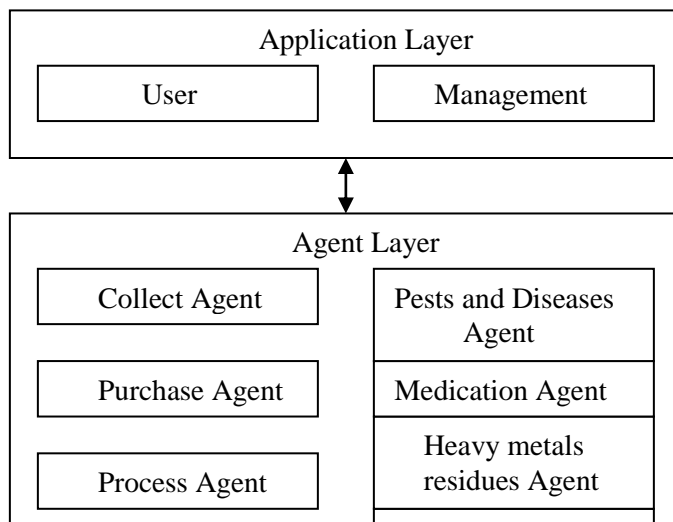 Application Layer
User
Management
Agent Layer
Collect Agent
Pests and Diseases
Agent
Purchase Agent
Medication Agent
Heavy metals
residues Agent
Process Agent